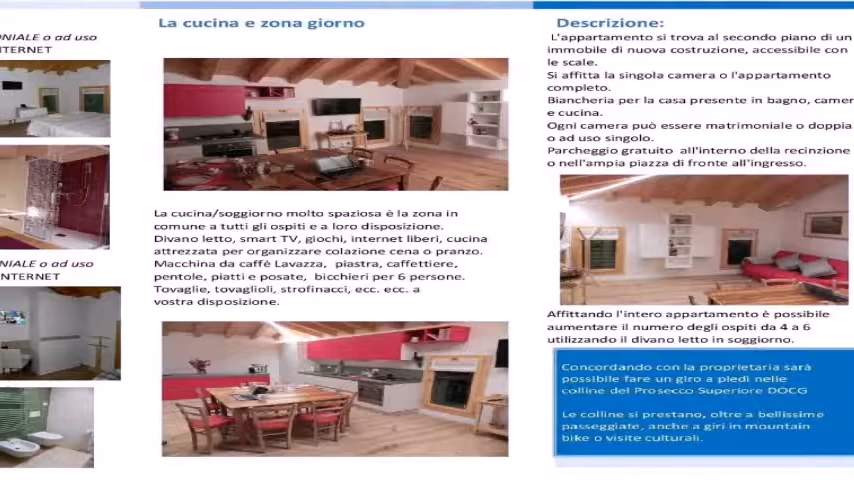 ONIALE o ad uso
NTERNET
NIALE o ad uso
INTERNET
La cucina e zona giorno
La cucina/soggiorno molto spaziosa è la zona in
comune a tutti gli ospiti e a loro disposizione.
Divano letto, smart TV, giochi, internet liberi, cucina
attrezzata per organizzare colazione cena o pranzo.
Macchina da caffè Lavazza, piastra, caffettiere,
pentole, piatti e posate, bicchieri per 6 persone.
Tovaglie, tovaglioli, strofinacci, ecc. ecc. a
vostra disposizione.
Descrizione:
L'appartamento si trova al secondo piano di un
immobile di nuova costruzione, accessibile con
le scale.
Si affitta la singola camera o l'appartamento
completo.
Biancheria per la casa presente in bagno, camer
e cucina.
Ogni camera può essere matrimoniale o doppia
o ad uso singolo.
Parcheggio gratuito all'interno della recinzione
o nell'ampia piazza di fronte all'ingresso.
Affittando l'intero appartamento è possibile
aumentare il numero degli ospiti da 4 a 6
utilizzando il divano letto in soggiorno.
Concordando con la proprietaria sarà
possibile fare un giro a piedi nelle
colline del Prosecco Superiore DOCG
Le colline si prestano, oltre a bellissime
passeggiate, anche a giri in mountain
bike o visite culturali.